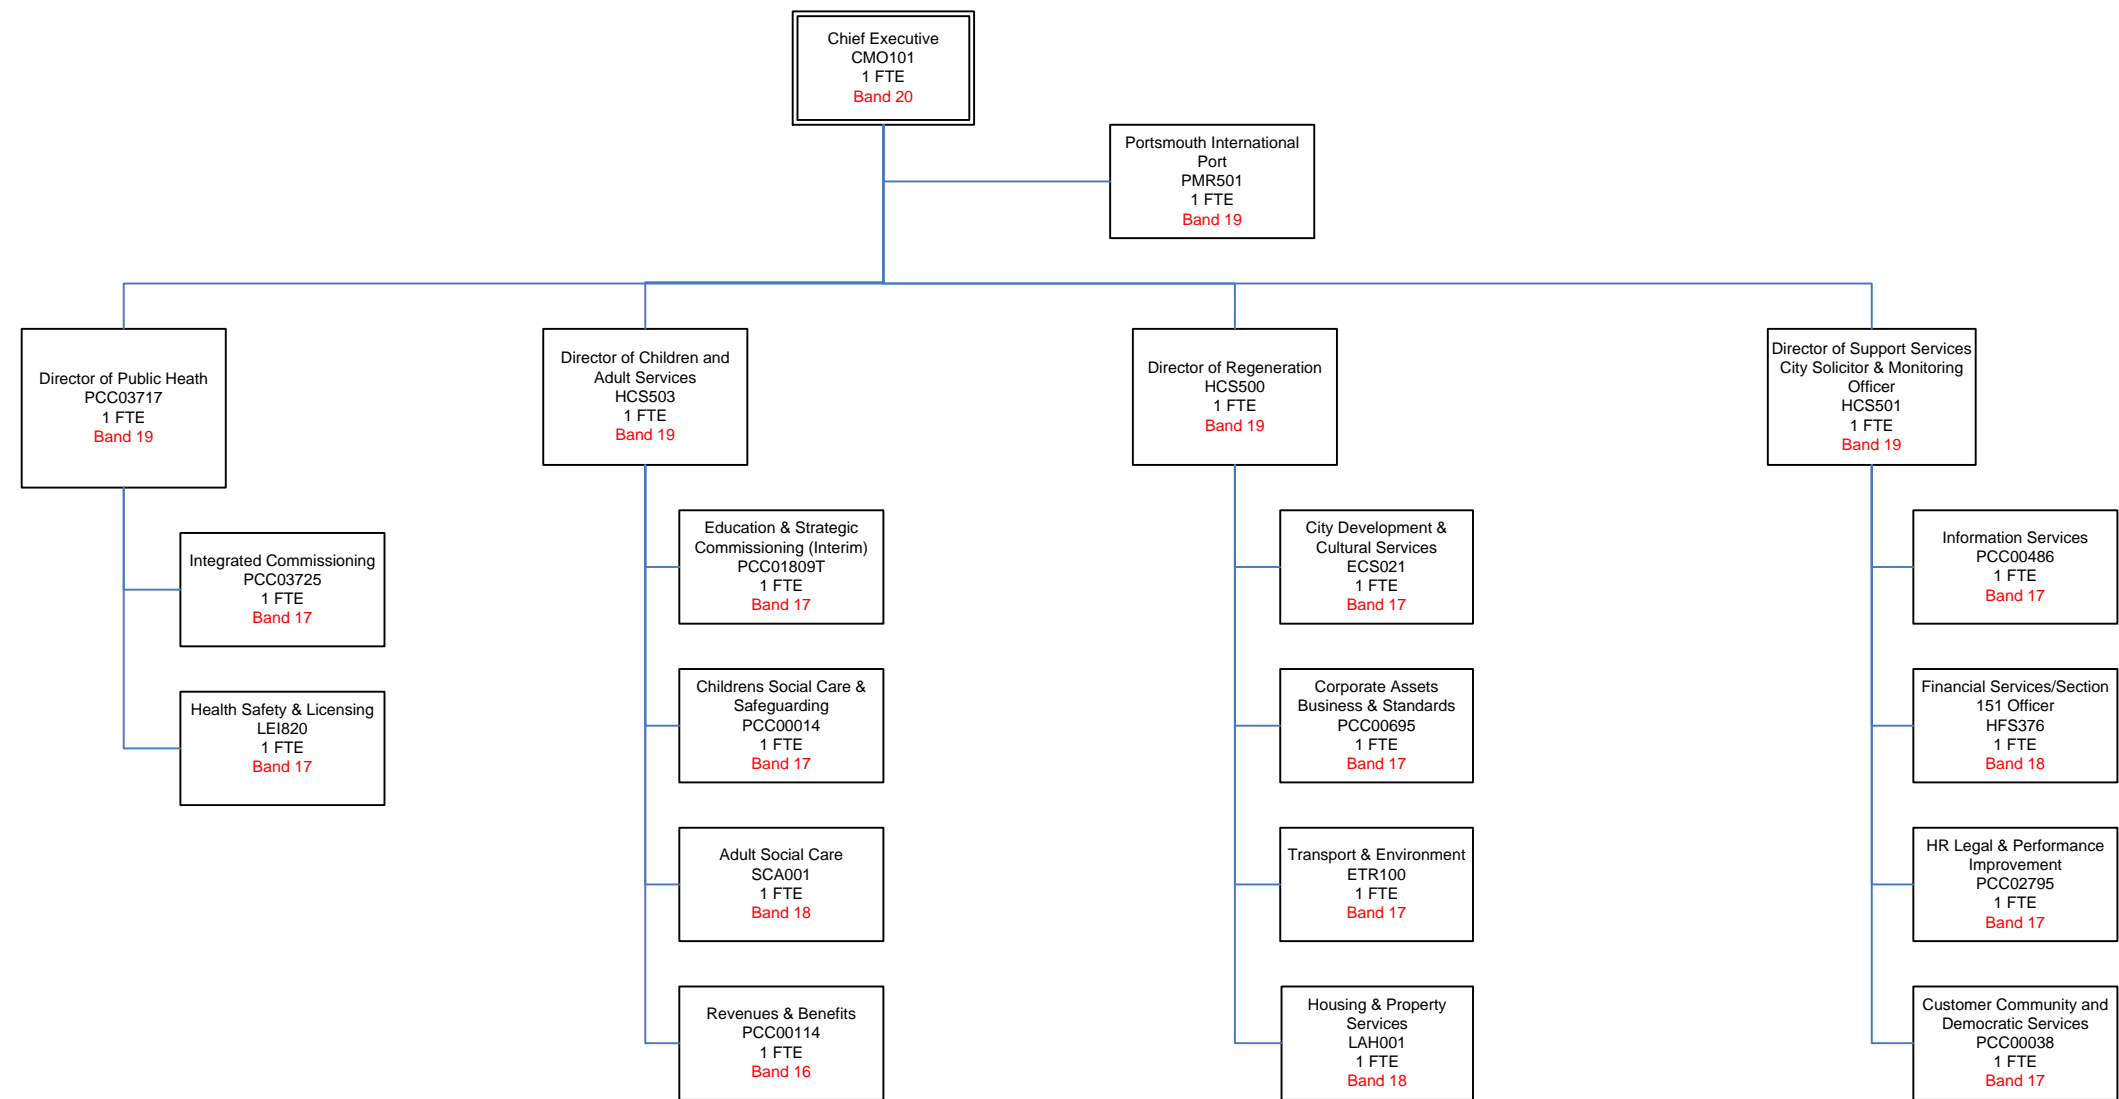 Chief Executive
CMO101
1 FTE
Band 20
Portsmouth International
Port
PMR501
1 FTE
Band 19
Director of Public Heath
PCC03717
1 FTE
Band 19
Director of Children and
Adult Services
HCS503
1 FTE
Band 19
Director of Regeneration
HCS500
1 FTE
Band 19
Director of Support Services
City Solicitor & Monitoring
Officer
HCS501
1 FTE
Band 19
Integrated Commissioning
PCC03725
1 FTE
Band 17
Health Safety & Licensing
LEI820
1 FTE
Band 17
Education & Strategic
Commissioning (Interim)
PCC01809T
1 FTE
Band 17
Childrens Social Care &
Safeguarding
PCC00014
1 FTE
Band 17
Adult Social Care
SCA001
1 FTE
Band 18
Revenues & Benefits
PCC00114
1 FTE
Band 16
City Development &
Cultural Services
ECS021
1 FTE
Band 17
Corporate Assets
Business & Standards
PCC00695
1 FTE
Band 17
Transport & Environment
ETR100
1 FTE
Band 17
Housing & Property
Services
LAH001
1 FTE
Band 18
Information Services
PCC00486
1 FTE
Band 17
Financial Services/Section
151 Officer
HFS376
1 FTE
Band 18
HR Legal & Performance
Improvement
PCC02795
1 FTE
Band 17
Customer Community and
Democratic Services
PCC00038
1 FTE
Band 17